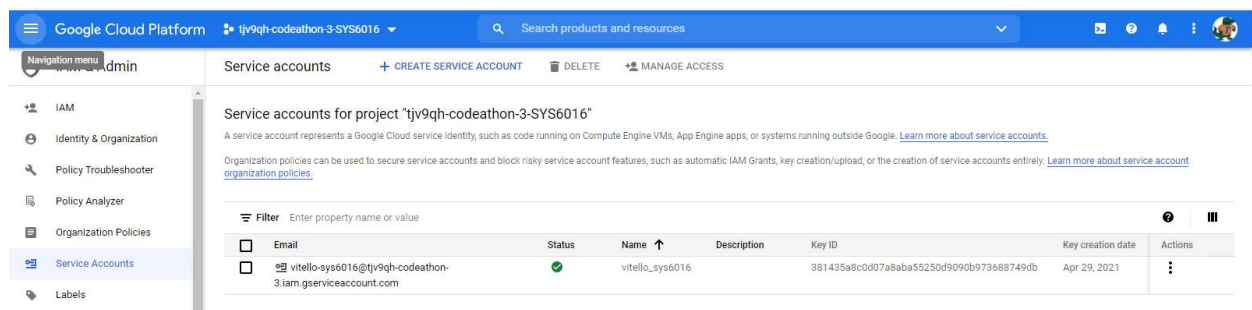 Google Cloud Platform tjv9qh-codeathon-3-SYS6016 Search products and resources
Navigation menu
Admin
Service accounts + CREATE SERVICE ACCOUNT DELETE MANAGE ACCESS
IAM
Identity & Organization
Policy Troubleshooter
Policy Analyzer
Organization Policies
Service Accounts
Labels
Service accounts for project "tjv9qh-codeathon-3-SYS6016"
A service account represents a Google Cloud service identity, such as code running on Compute Engine VMs, App Engine apps, or systems running outside Google. Learn more about service accounts.
Organization policies can be used to secure service accounts and block risky service account features, such as automatic IAM Grants, key creation/upload, or the creation of service accounts entirely. Learn more about service account
organization policies.
Filter Enter property name or value
Email Status Name Description Key ID Key creation date Actions
vitello-sys6016@tjv9qh-codeathon- vitello_sys6016 381435a8c0d07a8aba55250d9090b973688749db Apr 29, 2021
3.iam.gserviceaccount.com